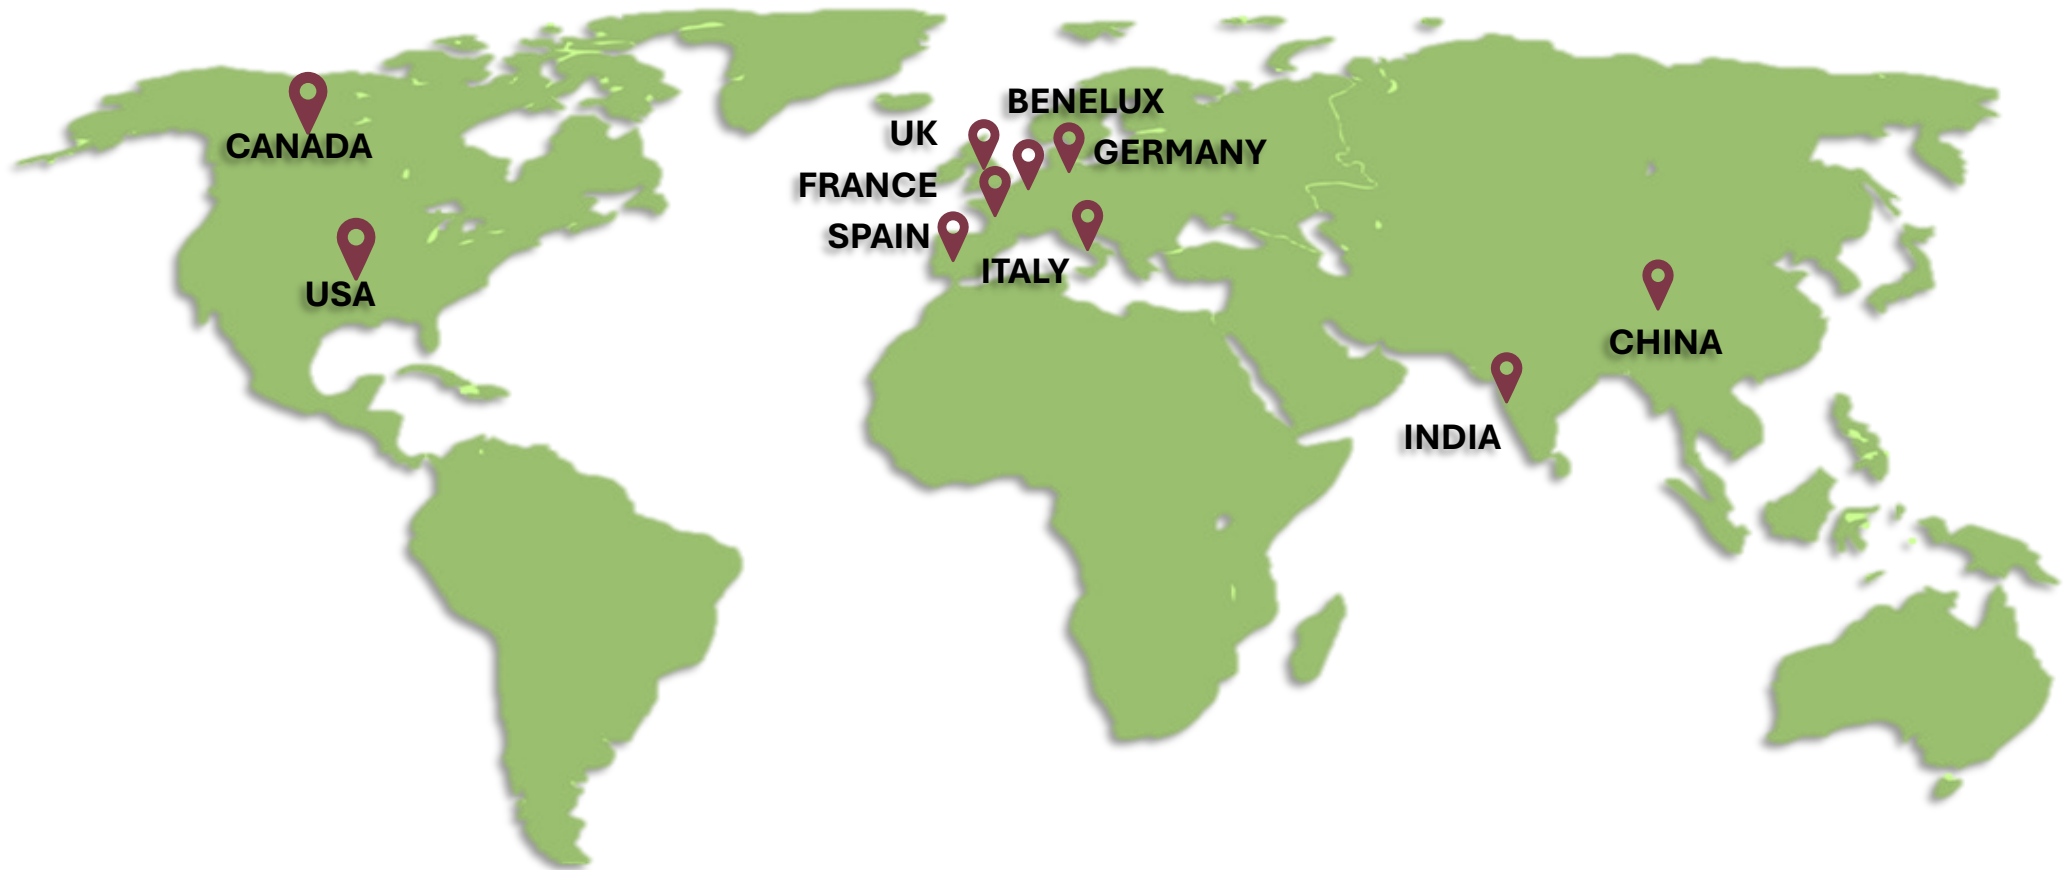 CANADA
USA
BENELUX
UK
GERMANY
FRANCE
SPAIN
ITALY
CHINA
INDIA